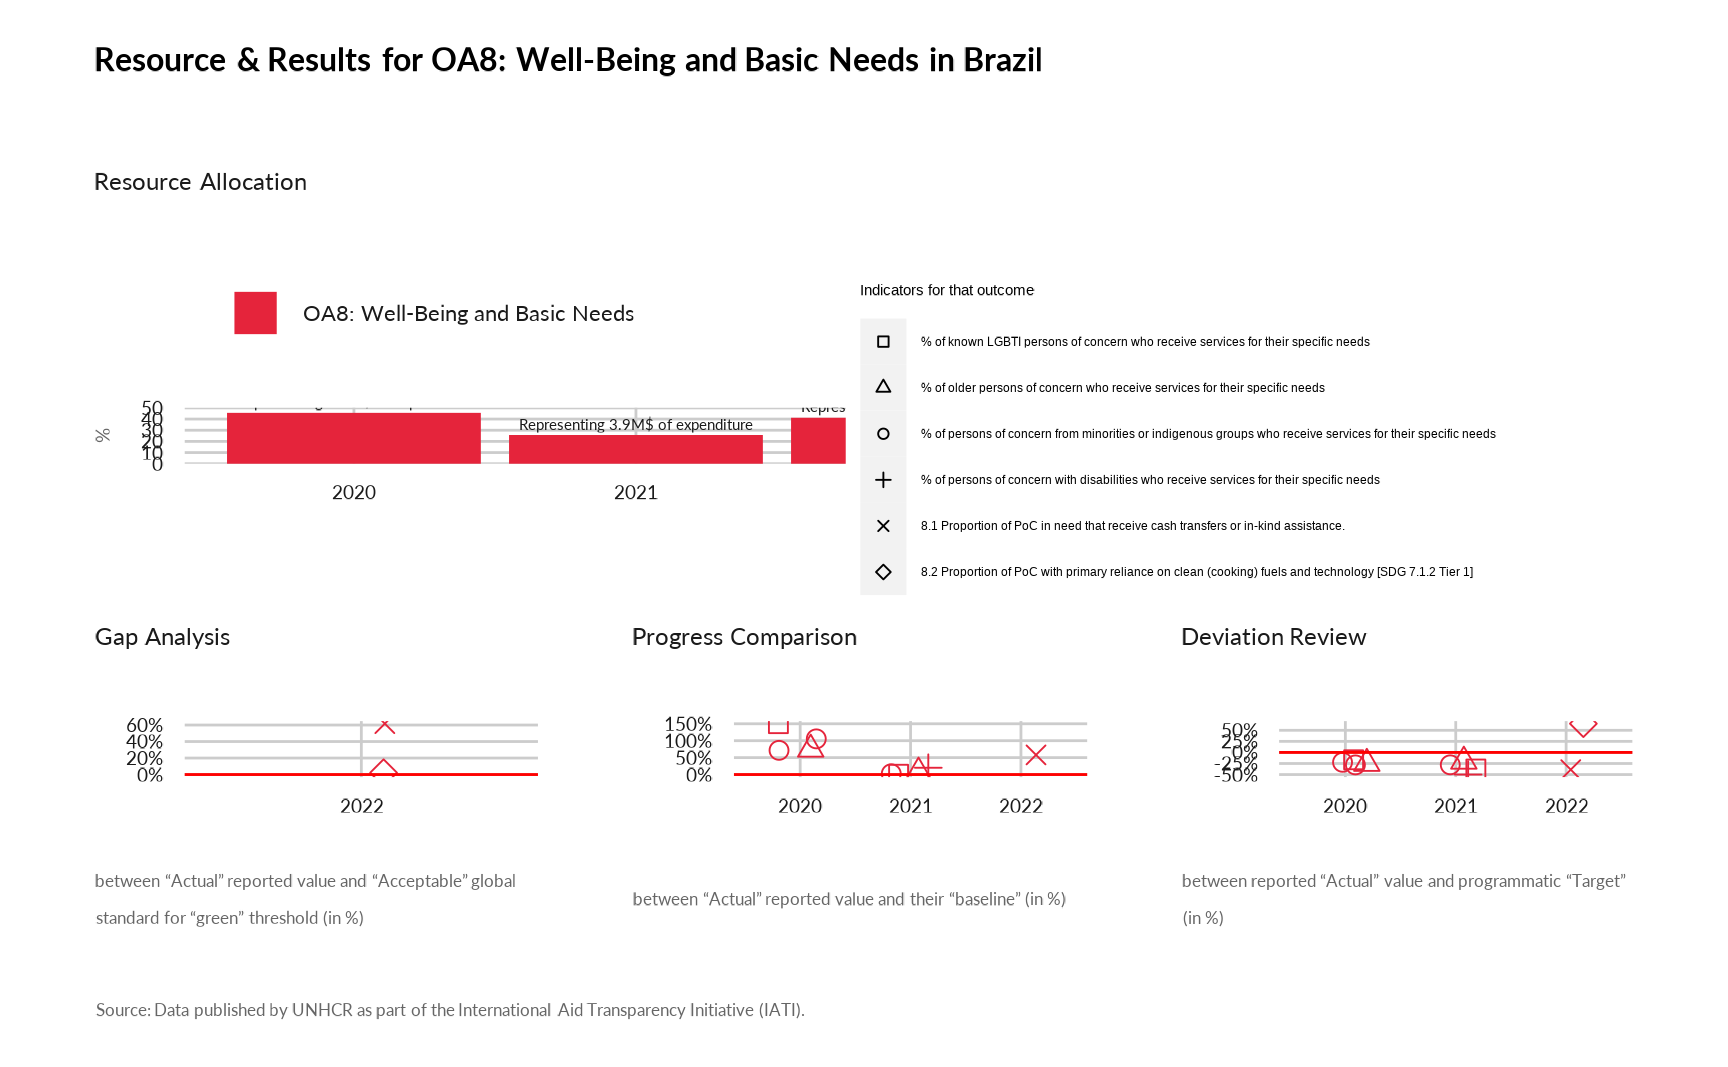 Resource & Results for OA8: Well-Being and Basic Needs in Brazil
Resource Allocation
OA8: Well-Being and Basic Needs
Indicators for that outcome
% of known LGBTI persons of concern who receive services for their specific needs
% of older persons of concern who receive services for their specific needs
% of persons of concern from minorities or indigenous groups who receive services for their specific needs
% of persons of concern with disabilities who receive services for their specific needs
8.1 Proportion of PoC in need that receive cash transfers or in-kind assistance.
8.2 Proportion of PoC with primary reliance on clean (cooking) fuels and technology [SDG 7.1.2 Tier 1]
%
50
40
30
20
10
0
Representing 3.9M$ of expenditure
Repres
2020
2021
Gap Analysis
60%
40%
20%
0%
2022
between “Actual” reported value and “Acceptable” global
standard for “green” threshold (in %)
Progress Comparison
150%
100%
50%
0%
2020
2021
2022
between “Actual” reported value and their “baseline” (in %)
Deviation Review
50%
25%
0%
-25%
-50%
2020
2021
2022
between reported “Actual” value and programmatic “Target”
(in %)
Source: Data published by UNHCR as part of the International Aid Transparency Initiative (IATI).